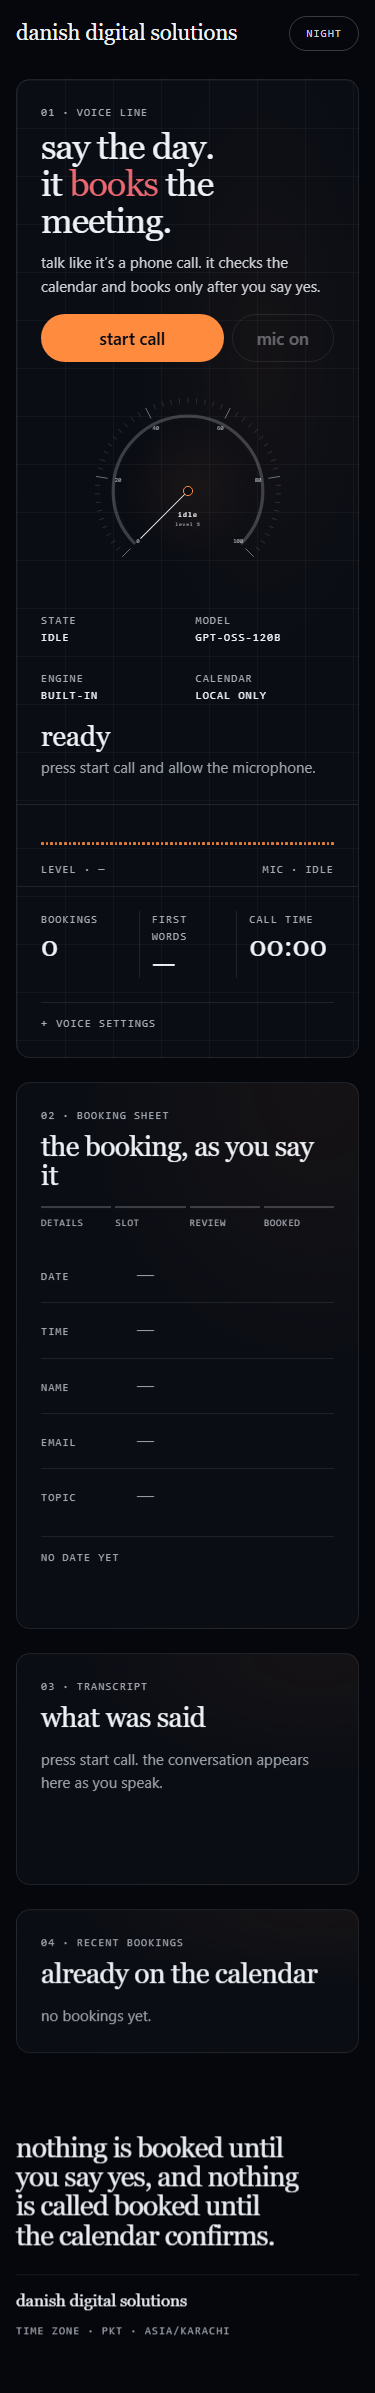 danish digital solutions
NIGHT
01 · VOICE LINE
say the day.
it books the
meeting.
talk like it's a phone call. it checks the
calendar and books only after you say yes.
start call
mic on
40
60
20
80
0
100
idle
level 5
STATE
IDLE
MODEL
GPT-OSS-120B
ENGINE
BUILT-IN
CALENDAR
LOCAL ONLY
ready
press start call and allow the microphone.
LEVEL · —
MIC · IDLE
BOOKINGS
0
FIRST
WORDS
—
CALL TIME
00:00
+ VOICE SETTINGS
02 · BOOKING SHEET
the booking, as you say
it
DETAILS
SLOT
REVIEW
BOOKED
DATE —
TIME —
NAME —
EMAIL —
TOPIC —
NO DATE YET
03 · TRANSCRIPT
what was said
press start call. the conversation appears
here as you speak.
04 · RECENT BOOKINGS
already on the calendar
no bookings yet.
nothing is booked until
you say yes, and nothing
is called booked until
the calendar confirms.
danish digital solutions
TIME ZONE · PKT · ASIA/KARACHI